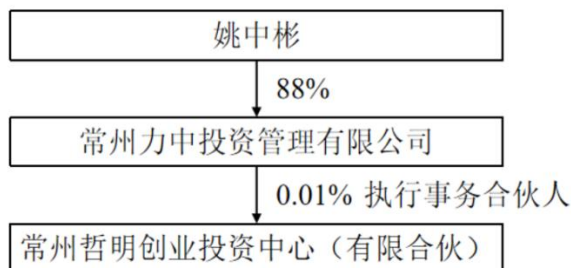 姚中彬
88%
常州力中投资管理有限公司
0.01% 执行事务合伙人
常州哲明创业投资中心（有限合伙）